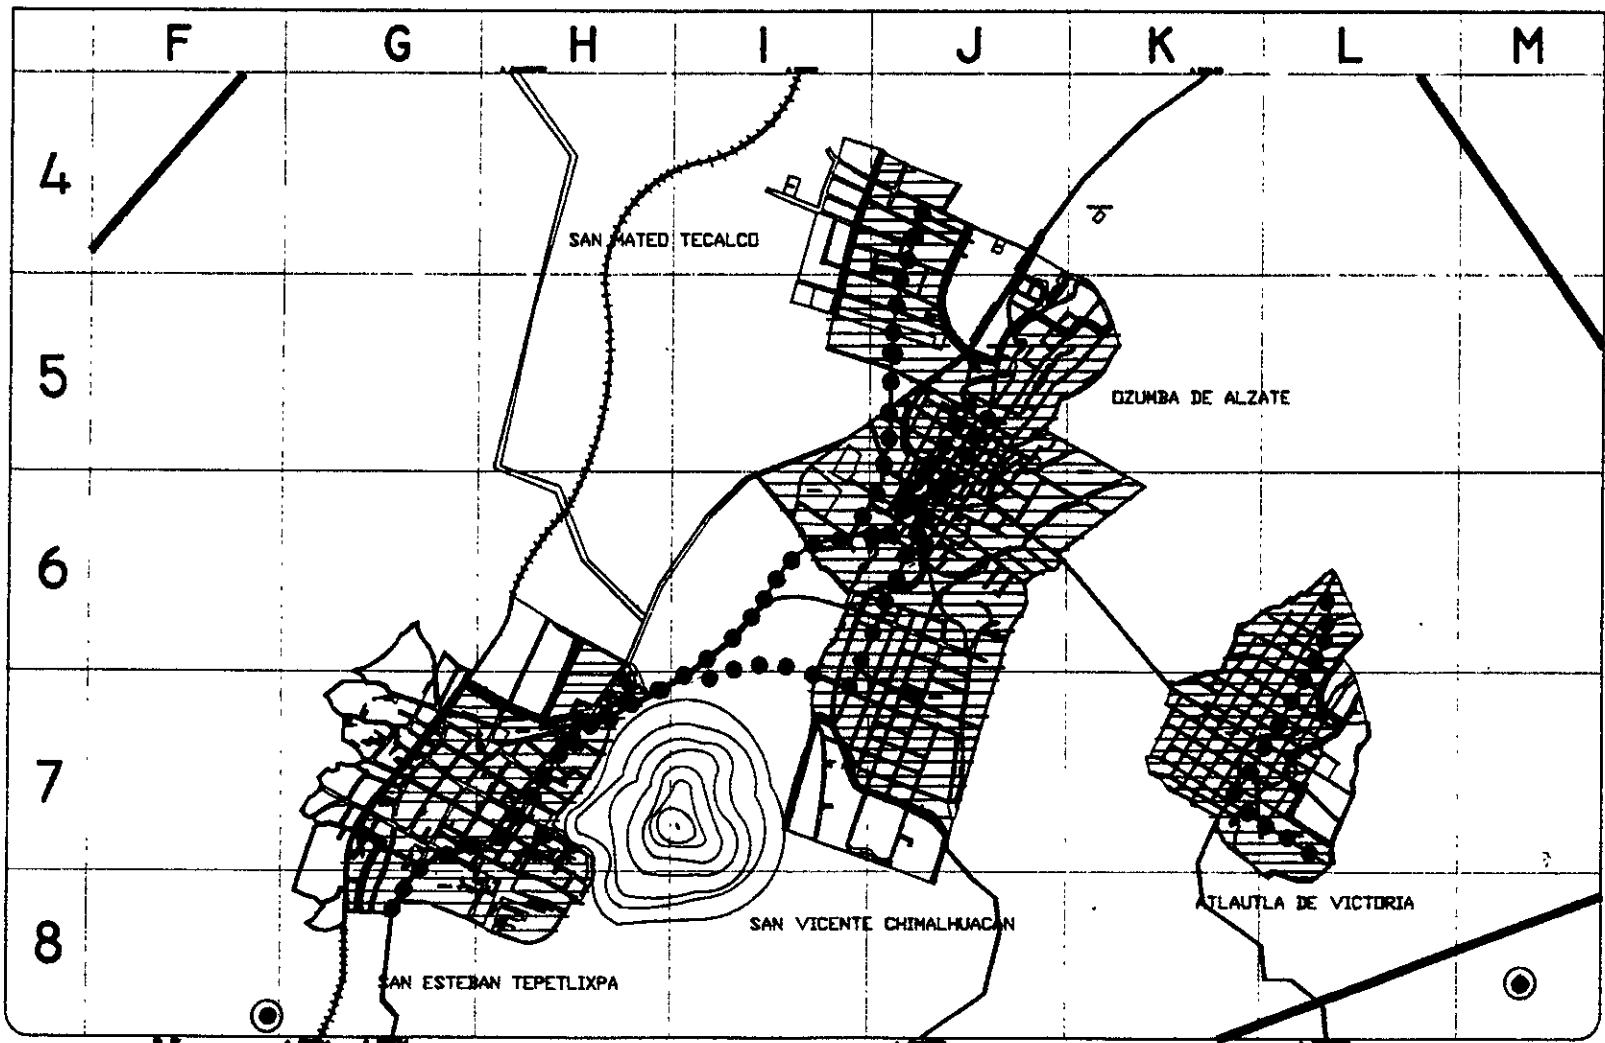 F G H I J K L M
4
SAN MATEO TECALCO
5
OZUMBA DE ALZATE
6
7
ATLAUTLA DE VICTORIA
SAN VICENTE CHIMALHUACAN
8
SAN ESTEBAN TEPETLIXPA